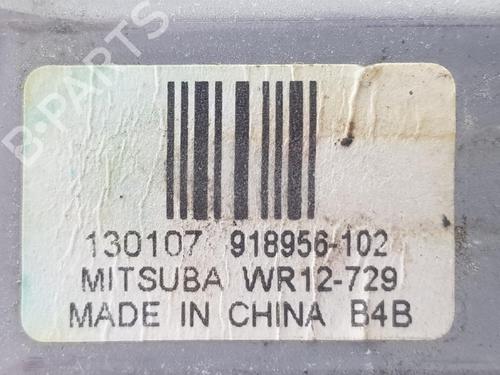 B-PARTS
130107 918956-102
MITSUBA WR12-729
MADE IN CHINA B4B